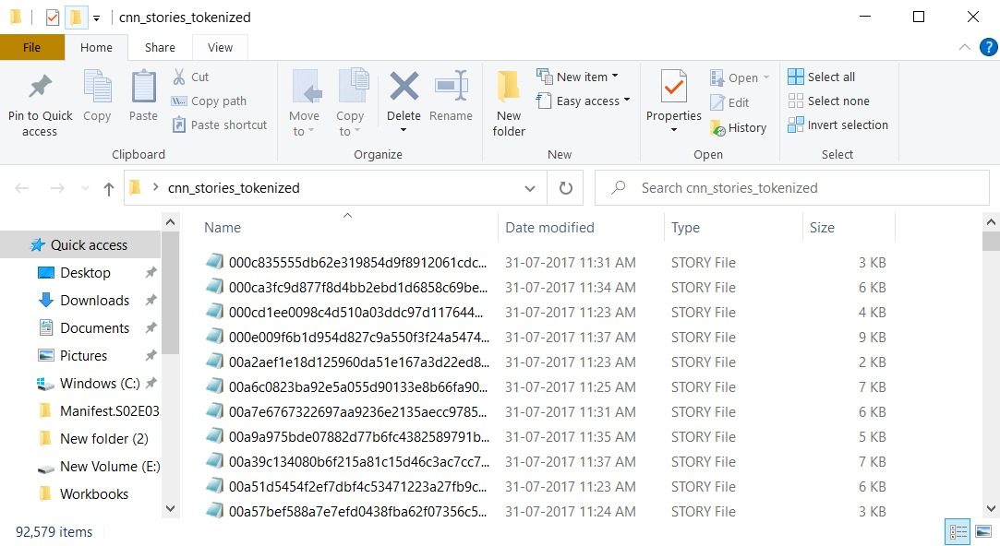 cnn_stories_tokenized
File Home Share View
Pin to Quick access
Copy
Paste
Cut
Copy path
Paste shortcut
Clipboard
Move to
Copy to
Delete
Rename
Organize
New folder
New item
Easy access
New
Properties
Open
Edit
History
Open
Select all
Select none
Invert selection
Select
cnn_stories_tokenized
Search cnn_stories_tokenized
Quick access
Desktop
Downloads
Documents
Pictures
Windows (C:)
Manifest.S02E03
New folder (2)
New Volume (E:)
Workbooks
Name Date modified Type Size
000c835555db62e319854d9f8912061cdc... 31-07-2017 11:31 AM STORY File 3 KB
000ca3fc9d877f8d4bb2ebd1d6858c69be... 31-07-2017 11:34 AM STORY File 6 KB
000cd1ee0098c4d510a03ddc97d117644... 31-07-2017 11:23 AM STORY File 4 KB
000e009f6b1d954d827c9a550f3f24a5474... 31-07-2017 11:37 AM STORY File 9 KB
00a2aef1e18d125960da51e167a3d22ed8... 31-07-2017 11:23 AM STORY File 2 KB
00a6c0823ba92e5a055d90133e8b66fa90... 31-07-2017 11:25 AM STORY File 7 KB
00a7e6767322697aa9236e2135aecc9785... 31-07-2017 11:31 AM STORY File 6 KB
00a9a975bde07882d77b6fc4382589791b... 31-07-2017 11:35 AM STORY File 5 KB
00a39c134080b6f215a81c15d46c3ac7cc7... 31-07-2017 11:37 AM STORY File 7 KB
00a51d5454f2ef7dbf4c53471223a27fb9c... 31-07-2017 11:23 AM STORY File 6 KB
00a57bef588a7e7efd0438fba62f07356c5... 31-07-2017 11:24 AM STORY File 3 KB
92,579 items